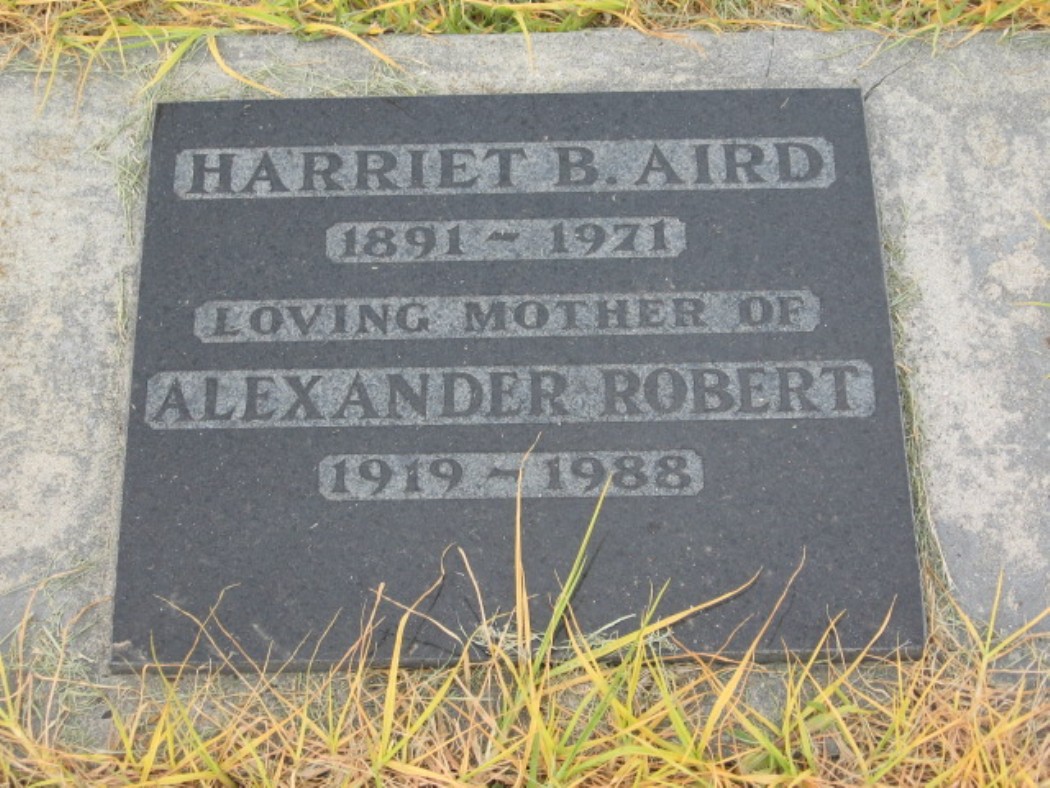 HARRIET B. AIRD
1891 ~ 1971
LOVING MOTHER OF
ALEXANDER ROBERT
1919 ~ 1988